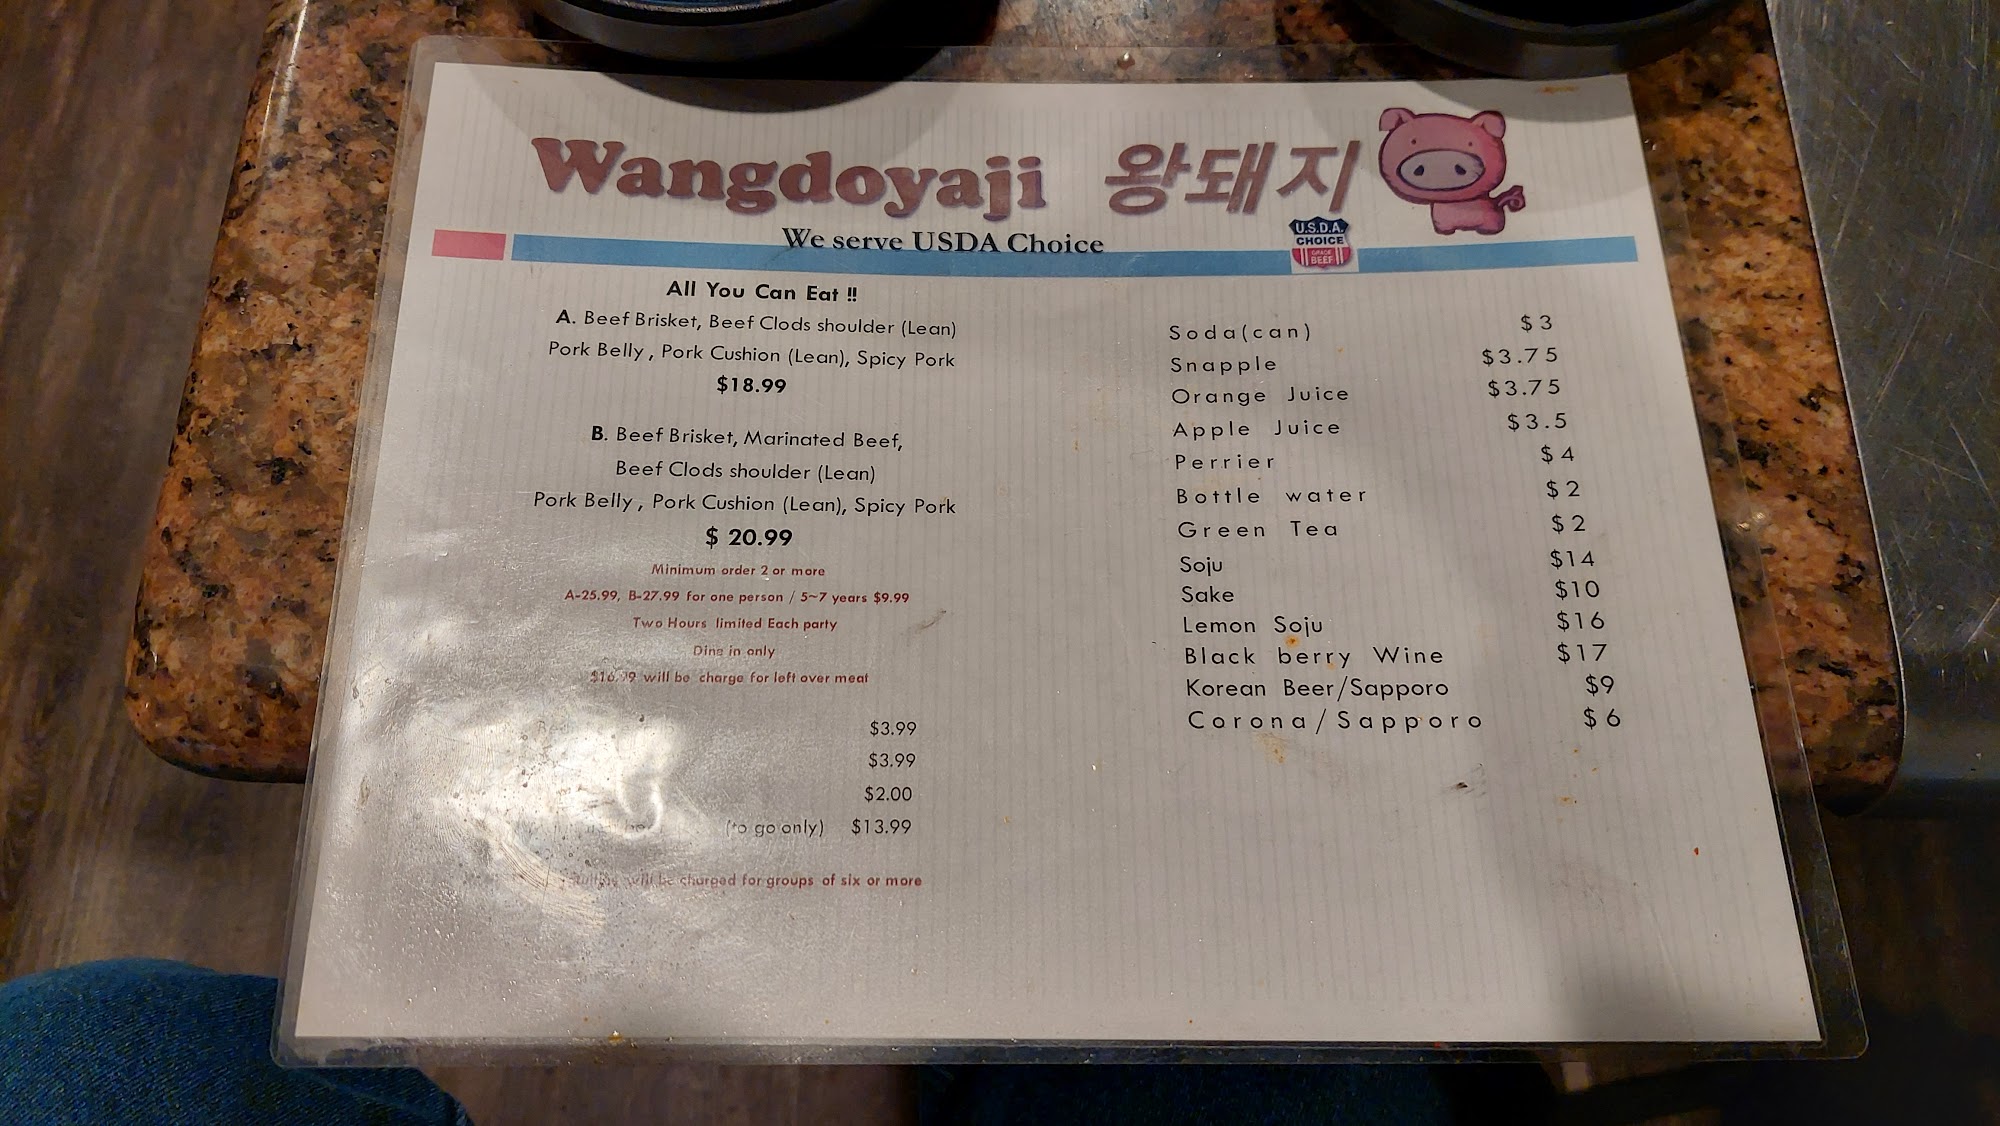 Wangdoyaji 왕돼지
We serve USDA Choice
U.S.D.A.
CHOICE
GRADE
BEEF
All You Can Eat !!
A. Beef Brisket, Beef Clods shoulder (Lean)
Pork Belly , Pork Cushion (Lean), Spicy Pork
$18.99
B. Beef Brisket, Marinated Beef,
Beef Clods shoulder (Lean)
Pork Belly , Pork Cushion (Lean), Spicy Pork
$ 20.99
Minimum order 2 or more
A-25.99, B-27.99 for one person / 5~7 years $9.99
Two Hours limited Each party
Dine in only
$16.99 will be charge for left over meat
$3.99
$3.99
$2.00
(to go only) $13.99
will be charged for groups of six or more
Soda(can) $3
Snapple $3.75
Orange Juice $3.75
Apple Juice $3.5
Perrier $4
Bottle water $2
Green Tea $2
Soju $14
Sake $10
Lemon Soju $16
Black berry Wine $17
Korean Beer/Sapporo $9
Corona/Sapporo $6